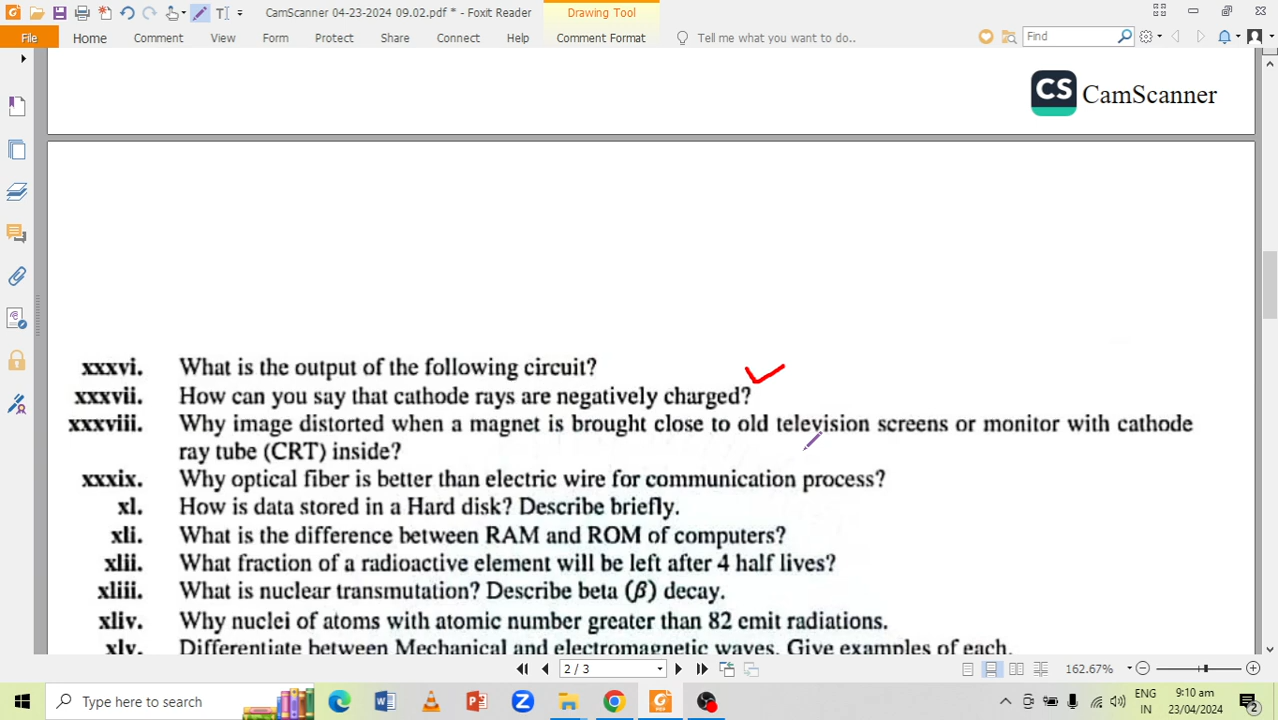 CamScanner 04-23-2024 09.02.pdf * - Foxit Reader
Drawing Tool
File Home Comment View Form Protect Share Connect Help Comment Format Tell me what you want to do.. Find
CS CamScanner
xxxvi. What is the output of the following circuit?
xxxvii. How can you say that cathode rays are negatively charged?
xxxviii. Why image distorted when a magnet is brought close to old television screens or monitor with cathode
ray tube (CRT) inside?
xxxix. Why optical fiber is better than electric wire for communication process?
xl. How is data stored in a Hard disk? Describe briefly.
xli. What is the difference between RAM and ROM of computers?
xlii. What fraction of a radioactive element will be left after 4 half lives?
xliii. What is nuclear transmutation? Describe beta (β) decay.
xliv. Why nuclei of atoms with atomic number greater than 82 emit radiations.
xlv. Differentiate between Mechanical and electromagnetic waves. Give examples of each.
2 / 3
162.67%
Type here to search
ENG
IN
9:10 am
23/04/2024
2